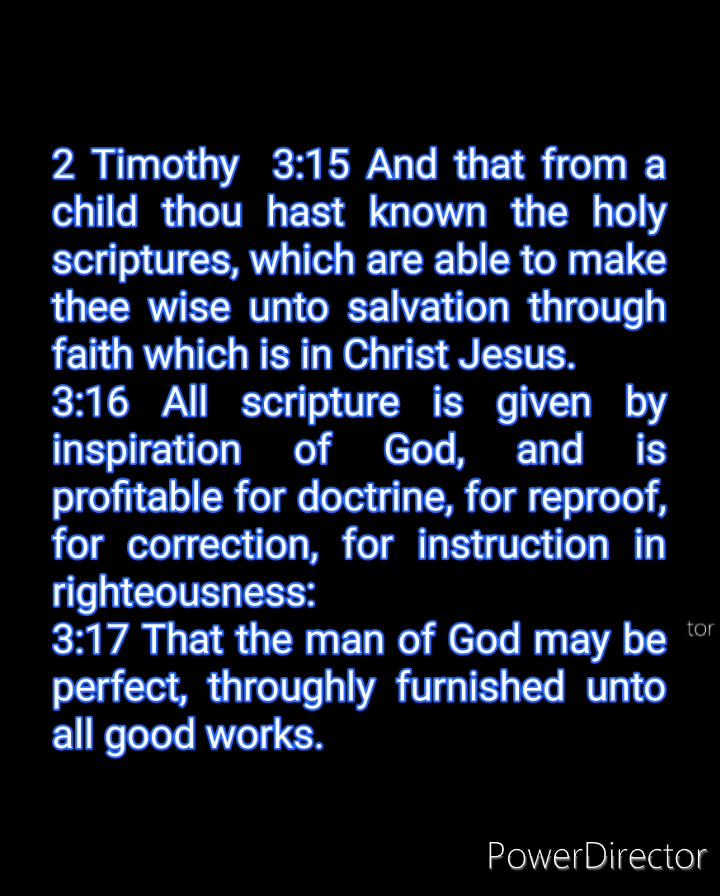 2 Timothy 3:15 And that from a
child thou hast known the holy
scriptures, which are able to make
thee wise unto salvation through
faith which is in Christ Jesus.
3:16 All scripture is given by
inspiration of God, and is
profitable for doctrine, for reproof,
for correction, for instruction in
righteousness:
3:17 That the man of God may be
perfect, throughly furnished unto
all good works.
tor
PowerDirector